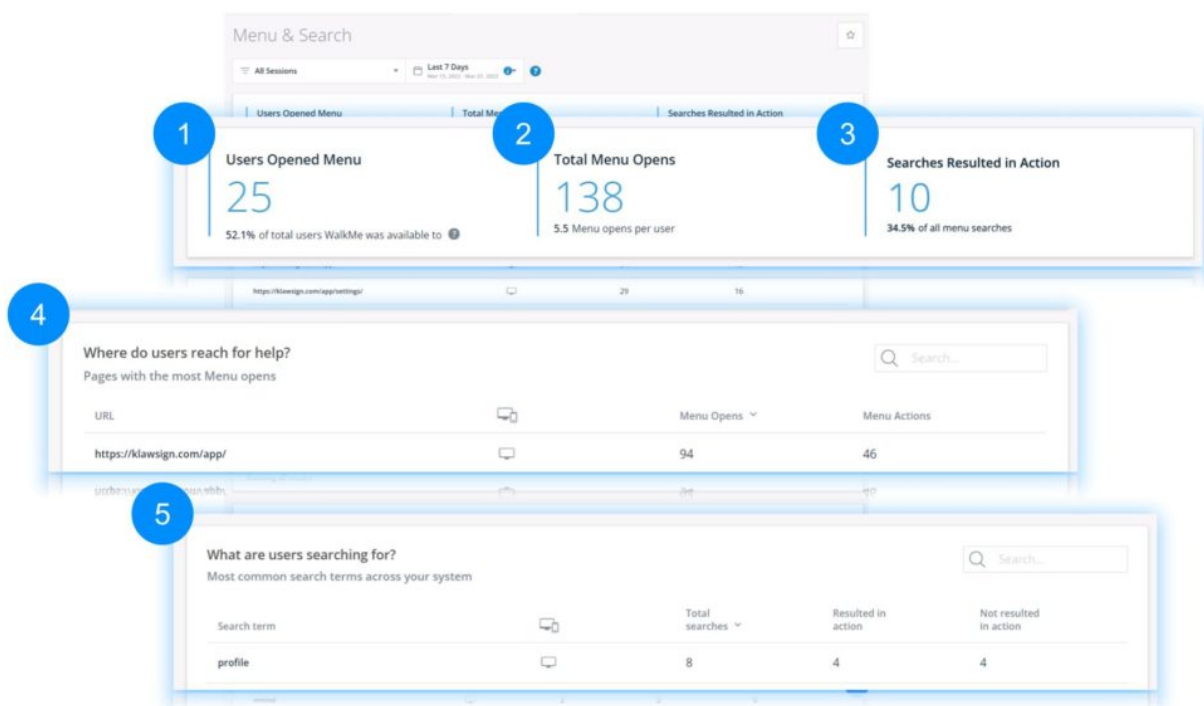 Menu & Search
All Sessions
Last 7 Days
Users Opened Menu
Searches Resulted in Action
1
2
3
Users Opened Menu
25
52.1% of total users WalkMe was available to ?
Total Menu Opens
138
5.5 Menu opens per user
Searches Resulted in Action
10
34.5% of all menu searches
https://klawsign.com/app/settings/ 29 16
4
Where do users reach for help?
Search...
Pages with the most Menu opens
URL Menu Opens Menu Actions
https://klawsign.com/app/ 94 46
5
What are users searching for?
Search...
Most common search terms across your system
Search term
Total searches
Resulted in action
Not resulted in action
profile 8 4 4